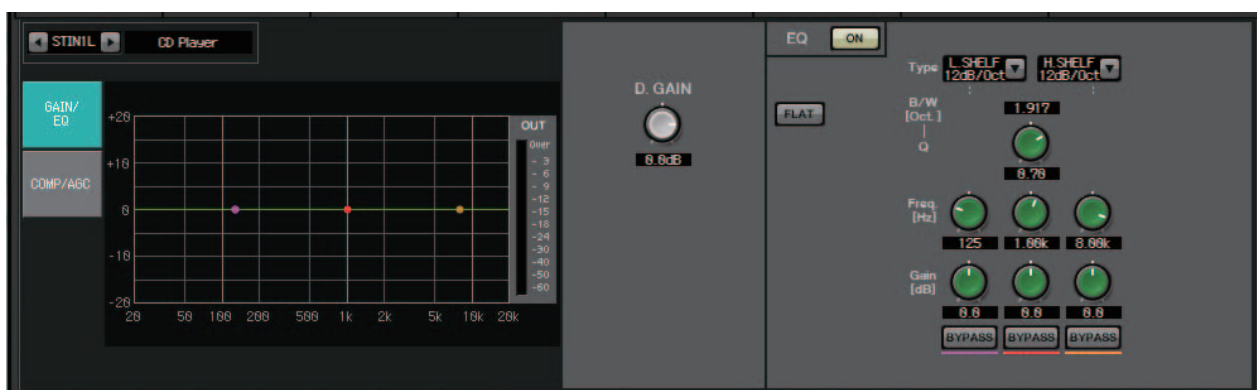 STIN1L CD Player
GAIN/
EQ
COMP/AGC
+20
+10
0
-10
-20
20 50 100 200 500 1k 2k 5k 10k 20k
OUT
Over
- 3
- 6
- 9
-12
-15
-18
-24
-30
-40
-50
-60
D. GAIN
0.0dB
EQ ON
FLAT
Type L.SHELF H.SHELF
12dB/Oct 12dB/Oct
B/W
[Oct.]
|
Q
1.917
0.70
Freq.
[Hz]
125 1.00k 8.00k
Gain
[dB]
0.0 0.0 0.0
BYPASS BYPASS BYPASS